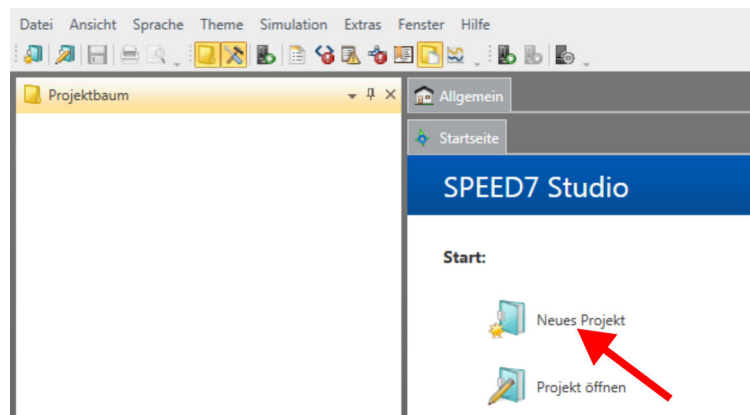 Datei Ansicht Sprache Theme Simulation Extras Fenster Hilfe
Projektbaum
Allgemein
Startseite
SPEED7 Studio
Start:
Neues Projekt
Projekt öffnen